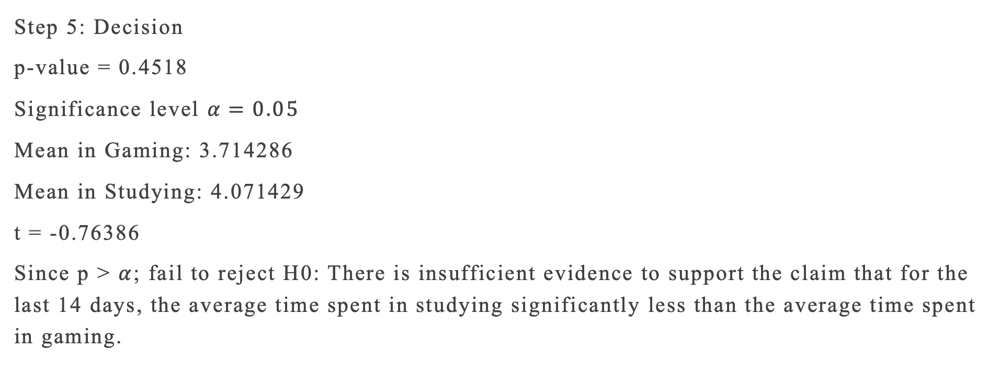 Step 5: Decision
p-value = 0.4518
Significance level α = 0.05
Mean in Gaming: 3.714286
Mean in Studying: 4.071429
t = -0.76386
Since p > α; fail to reject H0: There is insufficient evidence to support the claim that for the
last 14 days, the average time spent in studying significantly less than the average time spent
in gaming.